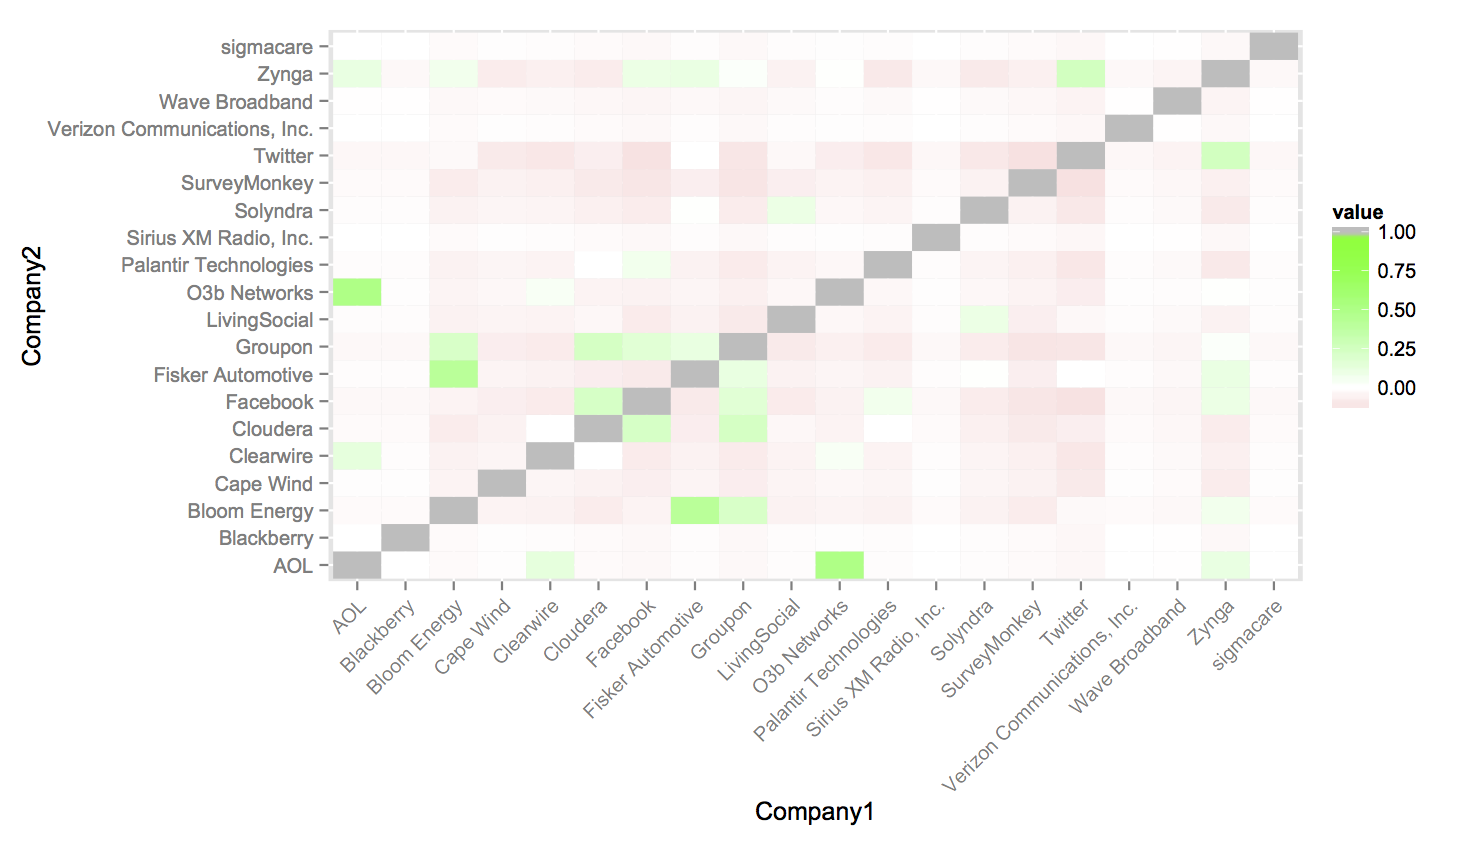 sigmacare
Zynga
Wave Broadband
Verizon Communications, Inc.
Twitter
SurveyMonkey
Solyndra
Sirius XM Radio, Inc.
Palantir Technologies
O3b Networks
LivingSocial
Groupon
Fisker Automotive
Facebook
Cloudera
Clearwire
Cape Wind
Bloom Energy
Blackberry
AOL
Company2
AOL
Blackberry
Bloom Energy
Cape Wind
Clearwire
Cloudera
Facebook
Fisker Automotive
Groupon
LivingSocial
O3b Networks
Palantir Technologies
Sirius XM Radio, Inc.
Solyndra
SurveyMonkey
Twitter
Verizon Communications, Inc.
Wave Broadband
Zynga
sigmacare
Company1
value
1.00
0.75
0.50
0.25
0.00